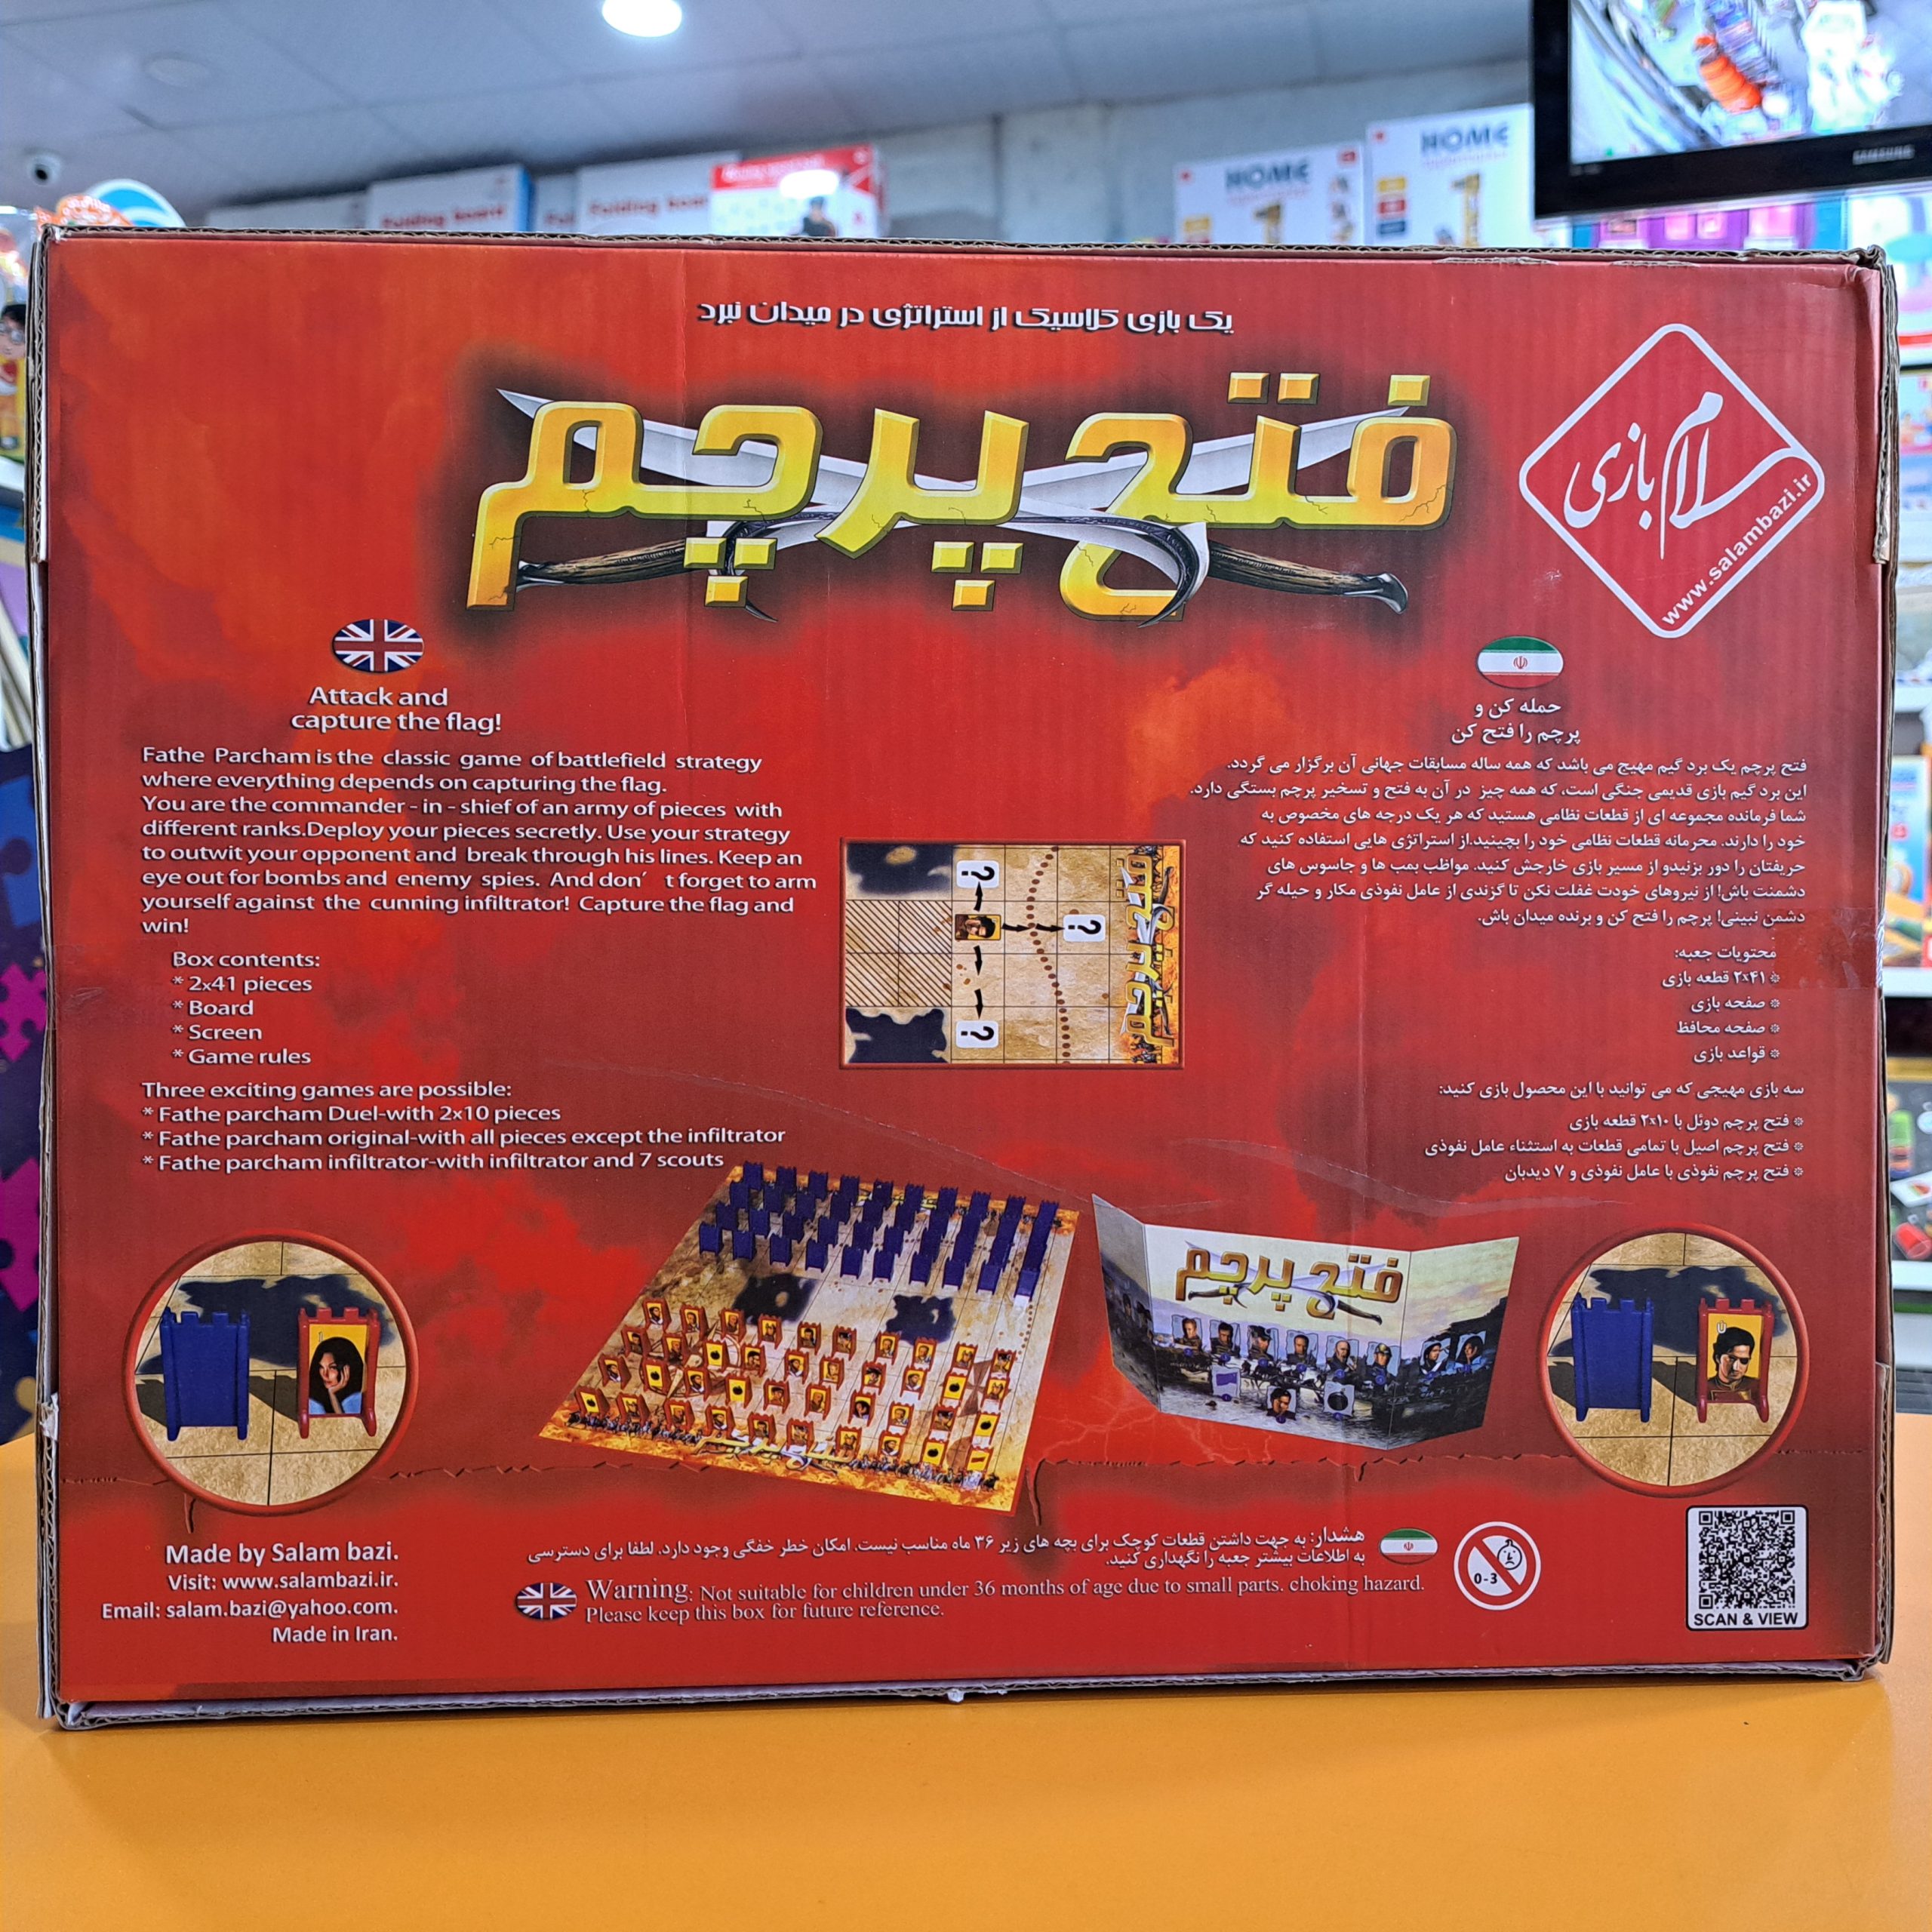 Folding board
Folding boar
HOME
HOME
SAMSUNG
یک بازی کلاسیک از استراتژی در میدان نبرد
فتح پرچم
سلام بازی
www.salambazi.ir
Attack and
capture the flag!
Fathe Parcham is the classic game of battlefield strategy
where everything depends on capturing the flag.
You are the commander - in - shief of an army of pieces with
different ranks.Deploy your pieces secretly. Use your strategy
to outwit your opponent and break through his lines. Keep an
eye out for bombs and enemy spies. And don' t forget to arm
yourself against the cunning infiltrator! Capture the flag and
win!
Box contents:
* 2x41 pieces
* Board
* Screen
* Game rules
Three exciting games are possible:
* Fathe parcham Duel-with 2x10 pieces
* Fathe parcham original-with all pieces except the infiltrator
* Fathe parcham infiltrator-with infiltrator and 7 scouts
?
?
?
فتح پرچم
حمله کن و
پرچم را فتح کن
فتح پرچم یک برد گیم مهیج می باشد که همه ساله مسابقات جهانی آن برگزار می گردد.
این برد گیم بازی قدیمی جنگی است، که همه چیز در آن به فتح و تسخیر پرچم بستگی دارد.
شما فرمانده مجموعه ای از قطعات نظامی هستید که هر یک درجه های مخصوص به
خود را دارند. محرمانه قطعات نظامی خود را بچینید.از استراتژی هایی استفاده کنید که
حریفتان را دور بزنیدو از مسیر بازی خارجش کنید. مواظب بمب ها و جاسوس های
دشمنت باش! از نیروهای خودت غفلت نکن تا گزندی از عامل نفوذی مکار و حیله گر
دشمن نبینی! پرچم را فتح کن و برنده میدان باش.
محتویات جعبه:
* ۲×۴۱ قطعه بازی
* صفحه بازی
* صفحه محافظ
* قواعد بازی
سه بازی مهیجی که می توانید با این محصول بازی کنید:
* فتح پرچم دوئل با ۲×۱۰ قطعه بازی
* فتح پرچم اصیل با تمامی قطعات به استثناء عامل نفوذی
* فتح پرچم نفوذی با عامل نفوذی و ۷ دیدبان
فتح پرچم
فتح پرچم
Made by Salam bazi.
Visit: www.salambazi.ir.
Email: salam.bazi@yahoo.com.
Made in Iran.
هشدار: به جهت داشتن قطعات کوچک برای بچه های زیر ۳۶ ماه مناسب نیست. امکان خطر خفگی وجود دارد. لطفا برای دسترسی
به اطلاعات بیشتر جعبه را نگهداری کنید.
Warning: Not suitable for children under 36 months of age due to small parts. choking hazard.
Please keep this box for future reference.
0-3
SCAN & VIEW